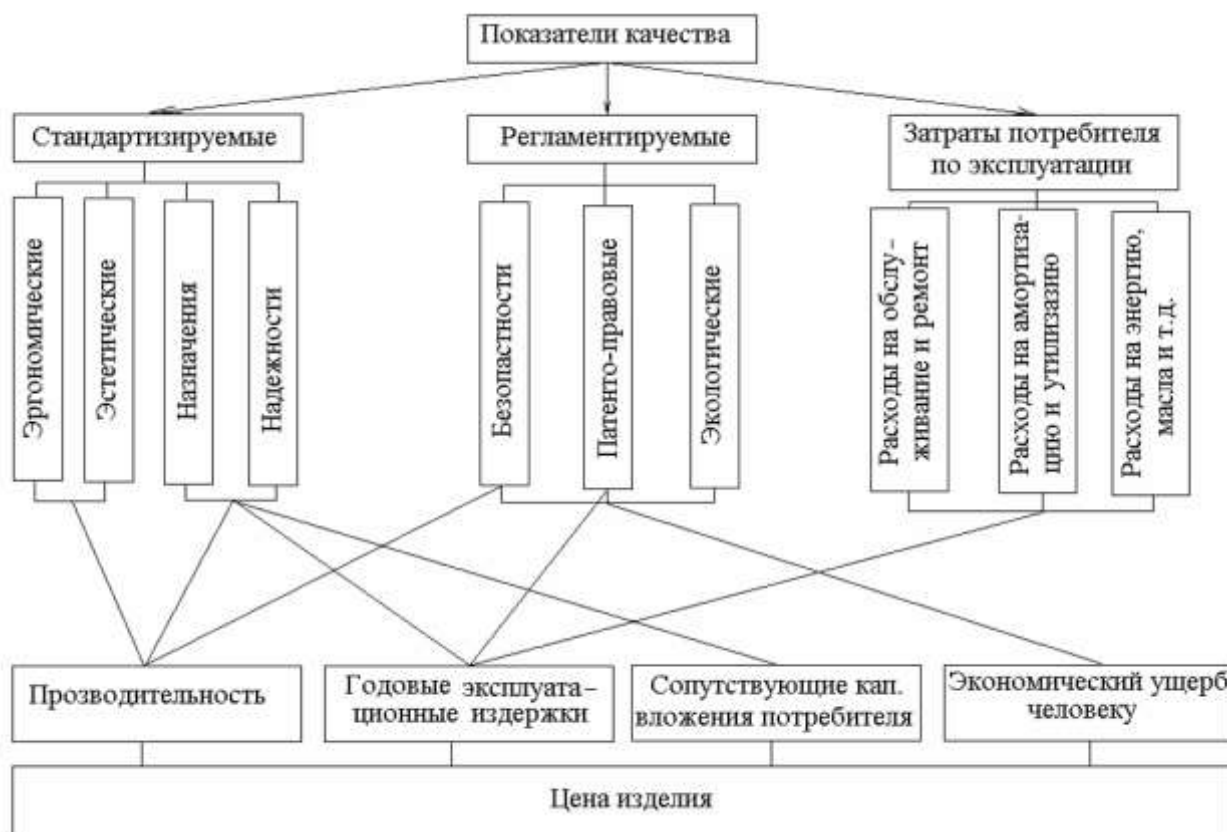 Показатели качества
Стандартизируемые
Регламентируемые
Затраты потребителя
по эксплуатации
Эргономические
Эстетические
Назначения
Надежности
Безопастности
Патенто-правовые
Экологические
Расходы на обслу-
живание и ремонт
Расходы на амортиза-
цию и утилизазию
Расходы на энергию,
масла и т.д.
Прозводительность
Годовые эксплуата-
ционные издержки
Сопутствующие кап.
вложения потребителя
Экономический ущерб
человеку
Цена изделия